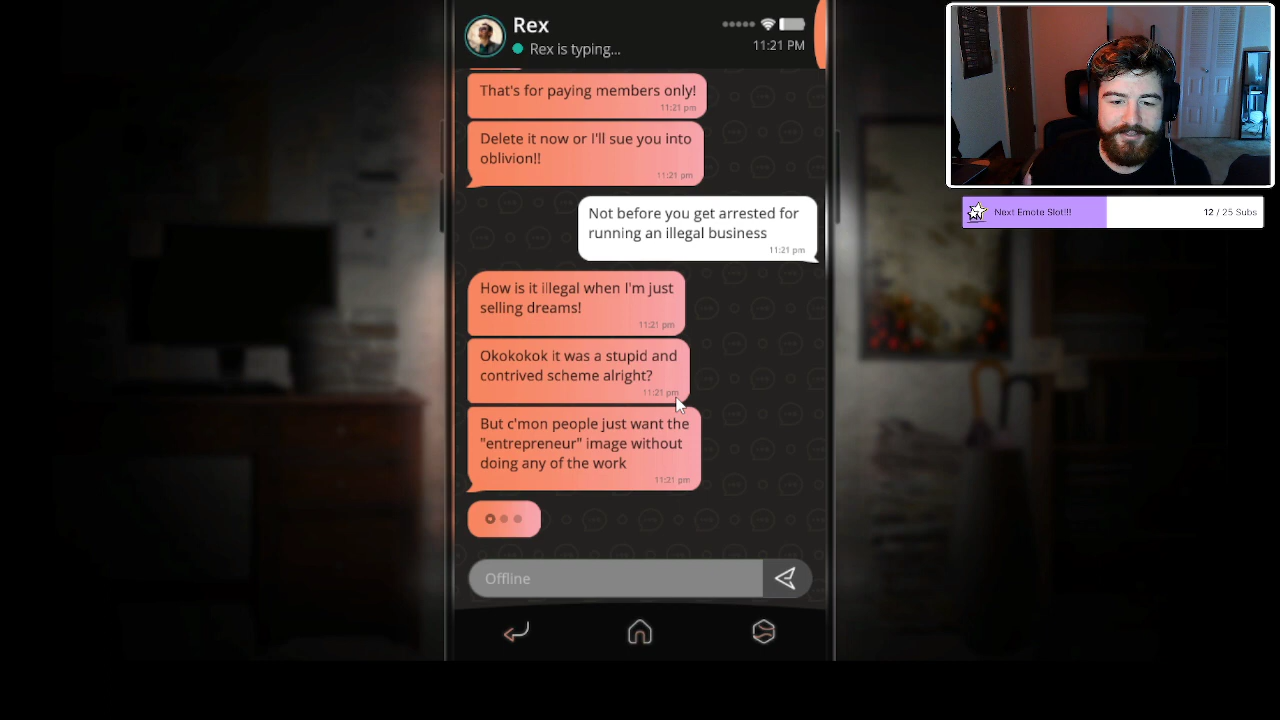 Rex
Rex is typing...
11:21 PM
That's for paying members only!
11:21 pm
Delete it now or I'll sue you into
oblivion!!
11:21 pm
Not before you get arrested for
running an illegal business
11:21 pm
How is it illegal when I'm just
selling dreams!
11:21 pm
Okokokok it was a stupid and
contrived scheme alright?
11:21 pm
But c'mon people just want the
"entrepreneur" image without
doing any of the work
11:21 pm
Offline
Next Emote Slot!!!
12 / 25 Subs